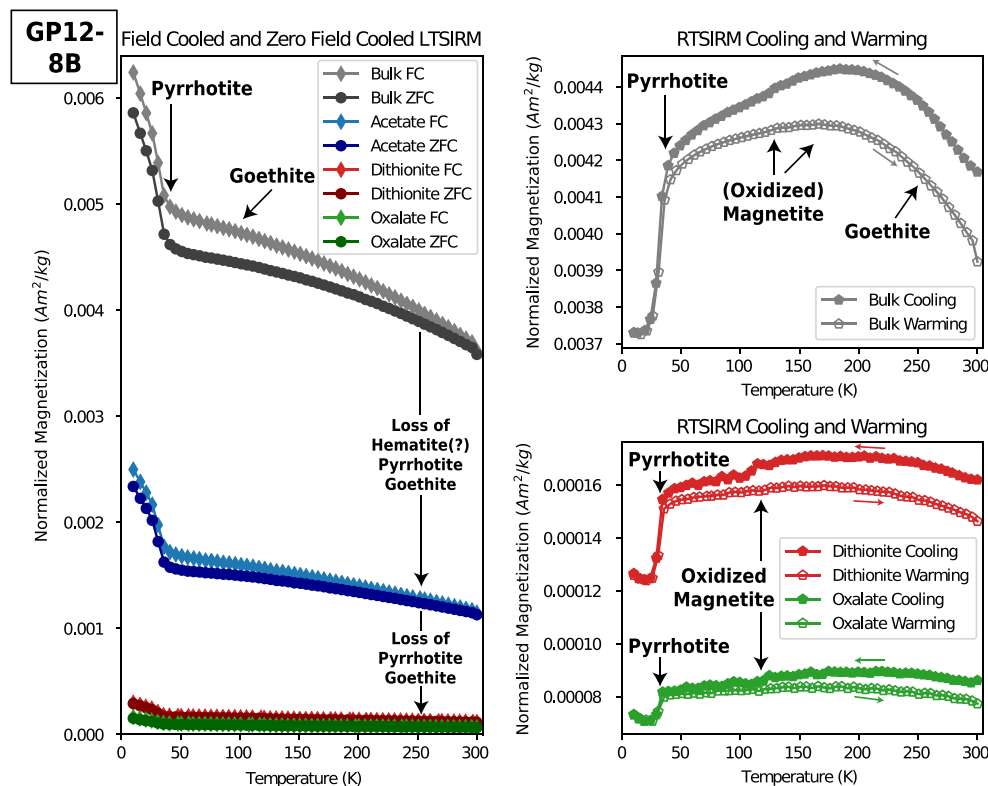 GP12-
8B
Field Cooled and Zero Field Cooled LTSIRM
Normalized Magnetization (Am²/kg)
0.006
0.005
0.004
0.003
0.002
0.001
0.000
Pyrrhotite
Goethite
Bulk FC
Bulk ZFC
Acetate FC
Acetate ZFC
Dithionite FC
Dithionite ZFC
Oxalate FC
Oxalate ZFC
Loss of
Hematite(?)
Pyrrhotite
Goethite
Loss of
Pyrrhotite
Goethite
0
50
100
150
200
250
300
Temperature (K)
RTSIRM Cooling and Warming
Normalized Magnetization (Am²/kg)
0.0044
0.0043
0.0042
0.0041
0.0040
0.0039
0.0038
0.0037
Pyrrhotite
(Oxidized)
Magnetite
Goethite
Bulk Cooling
Bulk Warming
0
50
100
150
200
250
300
Temperature (K)
RTSIRM Cooling and Warming
Normalized Magnetization (Am²/kg)
0.00016
0.00014
0.00012
0.00010
0.00008
Pyrrhotite
Oxidized
Magnetite
Pyrrhotite
Dithionite Cooling
Dithionite Warming
Oxalate Cooling
Oxalate Warming
0
50
100
150
200
250
300
Temperature (K)